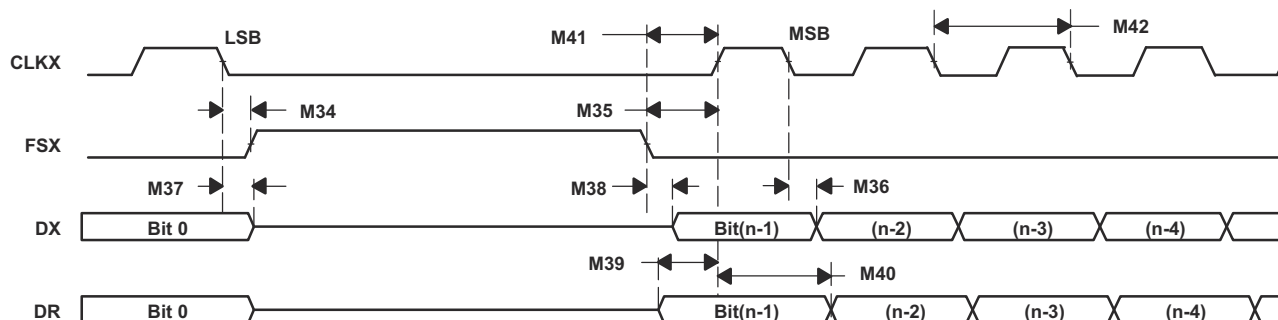 LSB
M41
MSB
M42
CLKX
M34
M35
FSX
M37
M38
M36
DX
Bit 0
Bit(n-1)
(n-2)
(n-3)
(n-4)
M39
M40
DR
Bit 0
Bit(n-1)
(n-2)
(n-3)
(n-4)